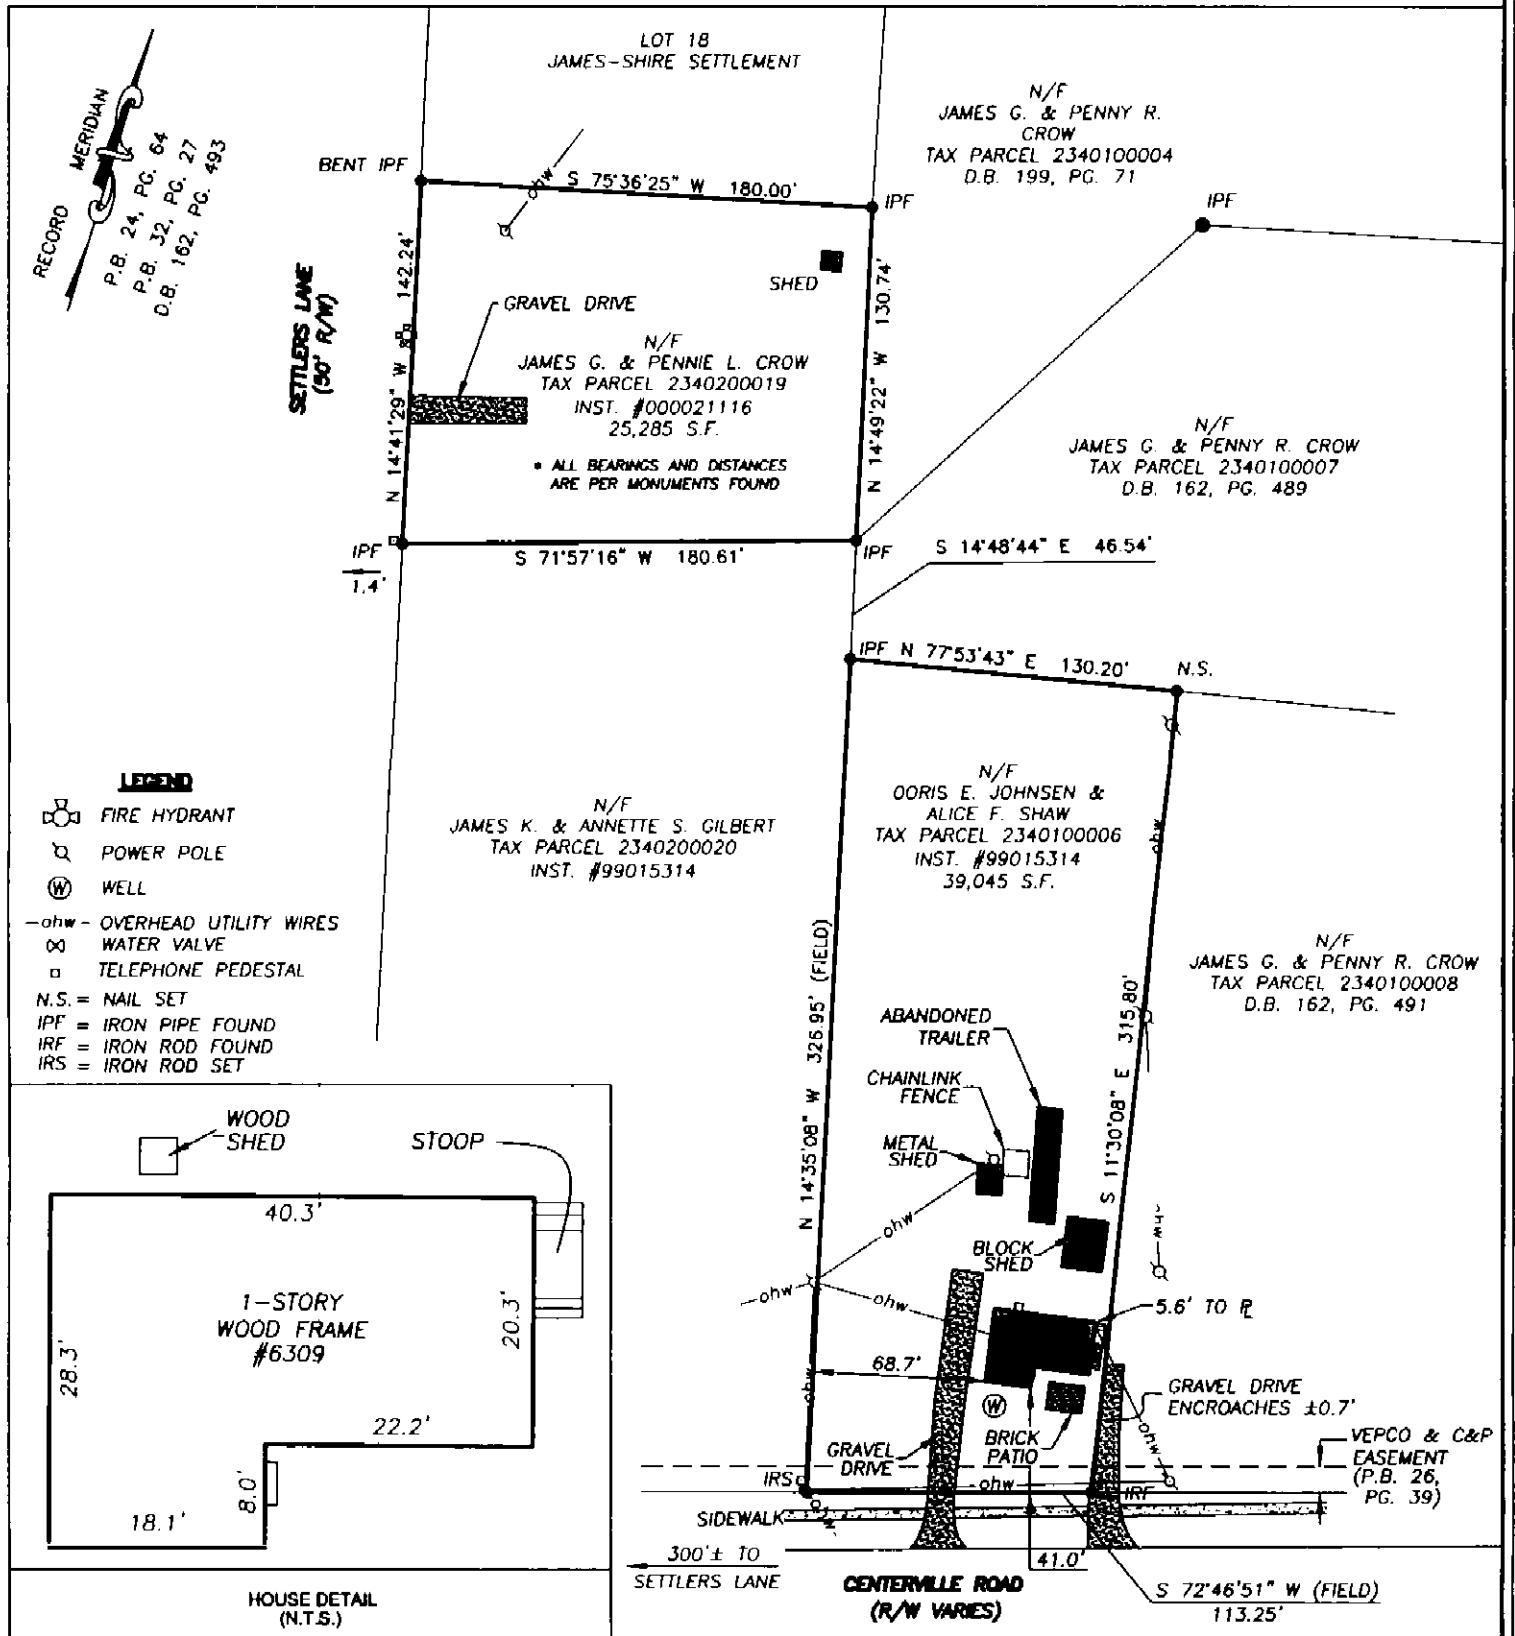 LOT 18
JAMES-SHIRE SETTLEMENT
N/F
JAMES G. & PENNY R.
CROW
TAX PARCEL 2340100004
D.B. 199, PG. 71
RECORD MERIDIAN
P.B. 24, PG. 64
P.B. 32, PG. 27
D.B. 162, PG. 493
BENT IPF
ohw
S 75°36'25" W 180.00'
IPF
IPF
SETTLERS LANE
(50' R/W)
N 14°41'29" W 142.24'
SHED
GRAVEL DRIVE
N/F
JAMES G. & PENNIE L. CROW
TAX PARCEL 2340200019
INST. #000021116
25,285 S.F.
* ALL BEARINGS AND DISTANCES
ARE PER MONUMENTS FOUND
N 14°49'22" W 130.74'
N/F
JAMES G. & PENNY R. CROW
TAX PARCEL 2340100007
D.B. 162, PG. 489
IPF
1.4'
S 71°57'16" W 180.61'
IPF
S 14°48'44" E 46.54'
IPF N 77°53'43" E 130.20'
N.S.
LEGEND
FIRE HYDRANT
POWER POLE
W WELL
-ohw- OVERHEAD UTILITY WIRES
WATER VALVE
TELEPHONE PEDESTAL
N.S. = NAIL SET
IPF = IRON PIPE FOUND
IRF = IRON ROD FOUND
IRS = IRON ROD SET
N/F
JAMES K. & ANNETTE S. GILBERT
TAX PARCEL 2340200020
INST. #99015314
N/F
DORIS E. JOHNSEN &
ALICE F. SHAW
TAX PARCEL 2340100006
INST. #99015314
39,045 S.F.
ohw
N/F
JAMES G. & PENNY R. CROW
TAX PARCEL 2340100008
D.B. 162, PG. 491
N 14°35'08" W 326.95' (FIELD)
S 11°30'08" E 315.80'
ABANDONED
TRAILER
CHAINLINK
FENCE
METAL
SHED
BLOCK
SHED
ohw
ohw
ohw
ohw
5.6' TO PL
68.7'
W
GRAVEL DRIVE
ENCROACHES ±0.7'
BRICK
PATIO
GRAVEL
DRIVE
ohw
ohw
VEPCO & C&P
EASEMENT
(P.B. 26,
PG. 39)
IRS
IRF
SIDEWALK
300'± TO
SETTLERS LANE
41.0'
CENTERVILLE ROAD
(R/W VARIES)
S 72°46'51" W (FIELD)
113.25'
WOOD
SHED
STOOP
40.3'
1-STORY
WOOD FRAME
#6309
20.3'
28.3'
22.2'
8.0'
18.1'
HOUSE DETAIL
(N.T.S.)